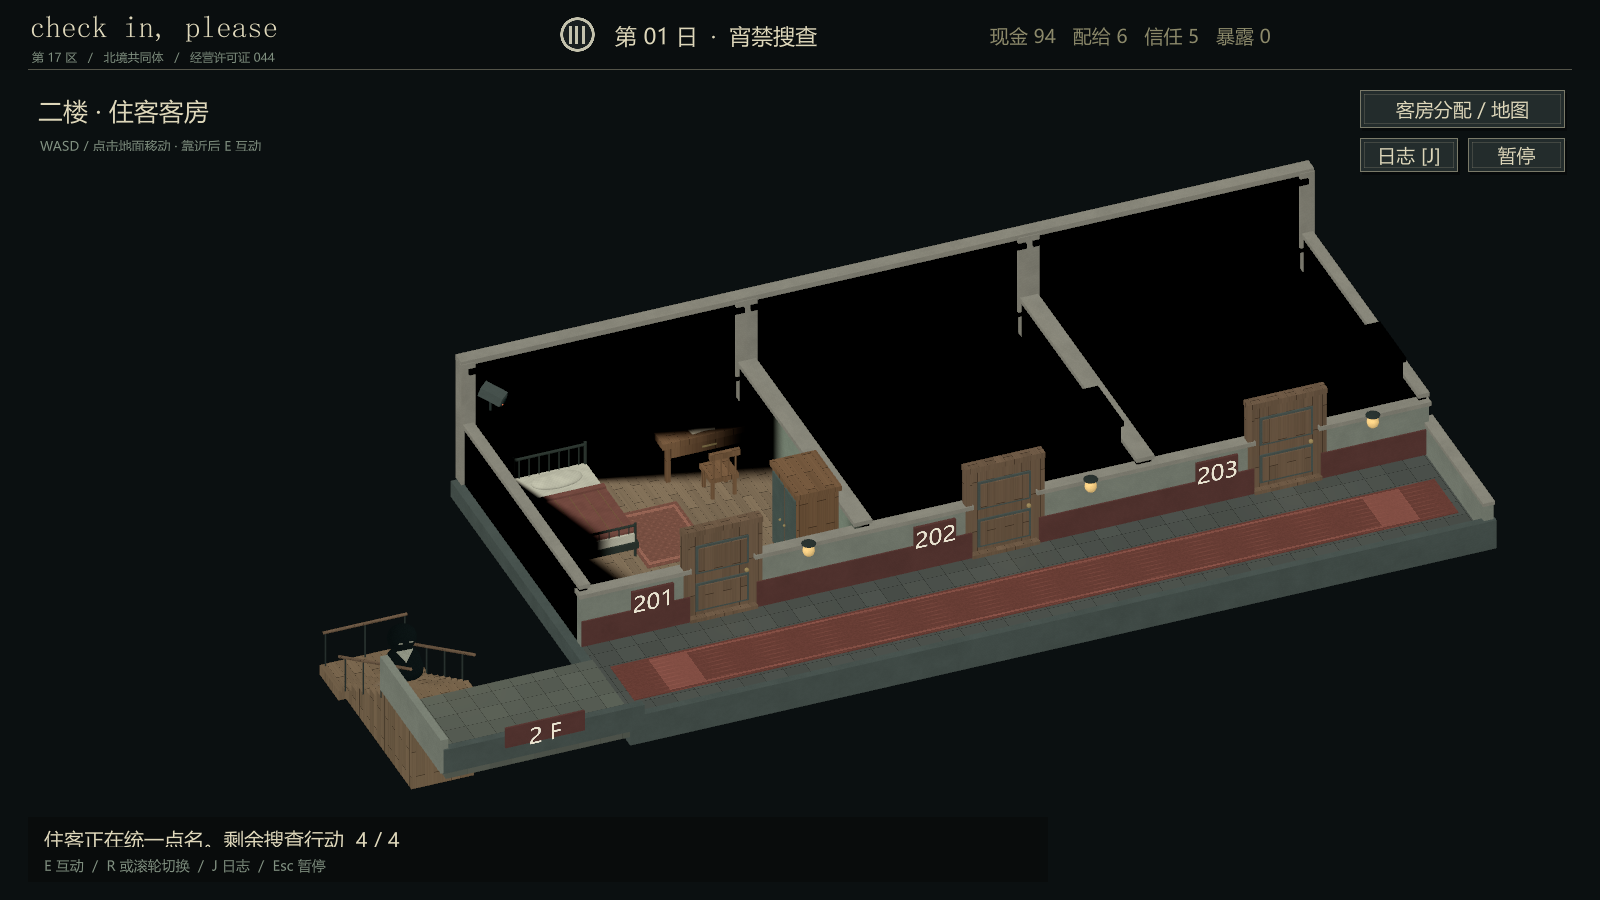 check in, please
第 17 区 / 北境共同体 / 经营许可证 044
第 01 日 · 宵禁搜查
现金 94 配给 6 信任 5 暴露 0
二楼 · 住客客房
WASD / 点击地面移动 · 靠近后 E 互动
客房分配 / 地图
日志 [J]
暂停
203
202
201
2 F
住客正在统一点名。剩余搜查行动 4 / 4
E 互动 / R 或滚轮切换 / J 日志 / Esc 暂停